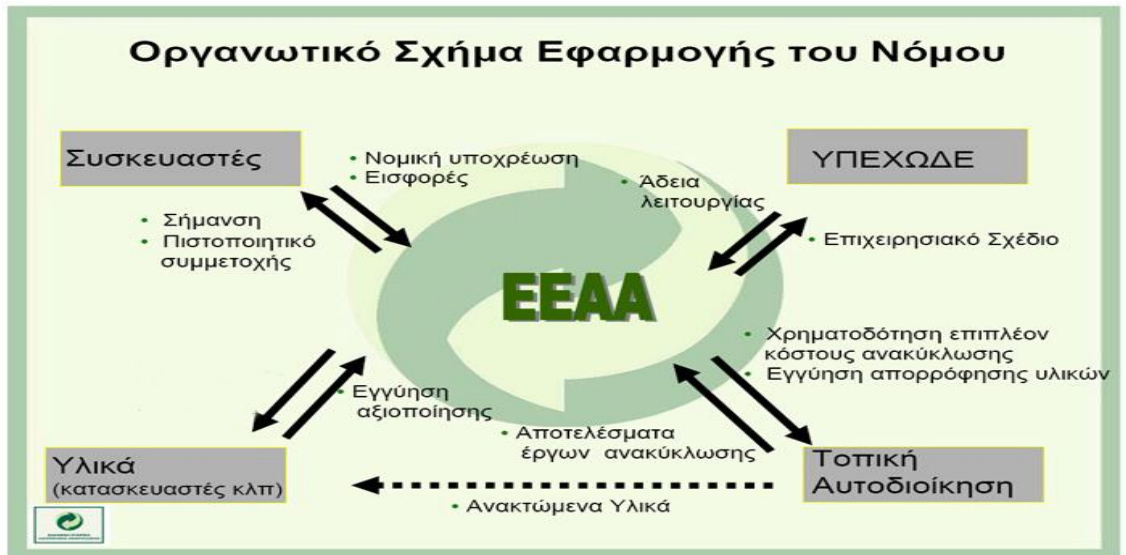 Οργανωτικό Σχήμα Εφαρμογής του Νόμου
Συσκευαστές
• Νομική υποχρέωση
• Εισφορές
• Σήμανση
• Πιστοποιητικό
συμμετοχής
ΥΠΕΧΩΔΕ
• Άδεια
λειτουργίας
• Επιχειρησιακό Σχέδιο
ΕΕΑΑ
• Χρηματοδότηση επιπλέον
κόστους ανακύκλωσης
• Εγγύηση απορρόφησης υλικών
• Εγγύηση
αξιοποίησης
• Αποτελέσματα
έργων ανακύκλωσης
Υλικά
(κατασκευαστές κλπ)
Τοπική
Αυτοδιοίκηση
• Ανακτώμενα Υλικά